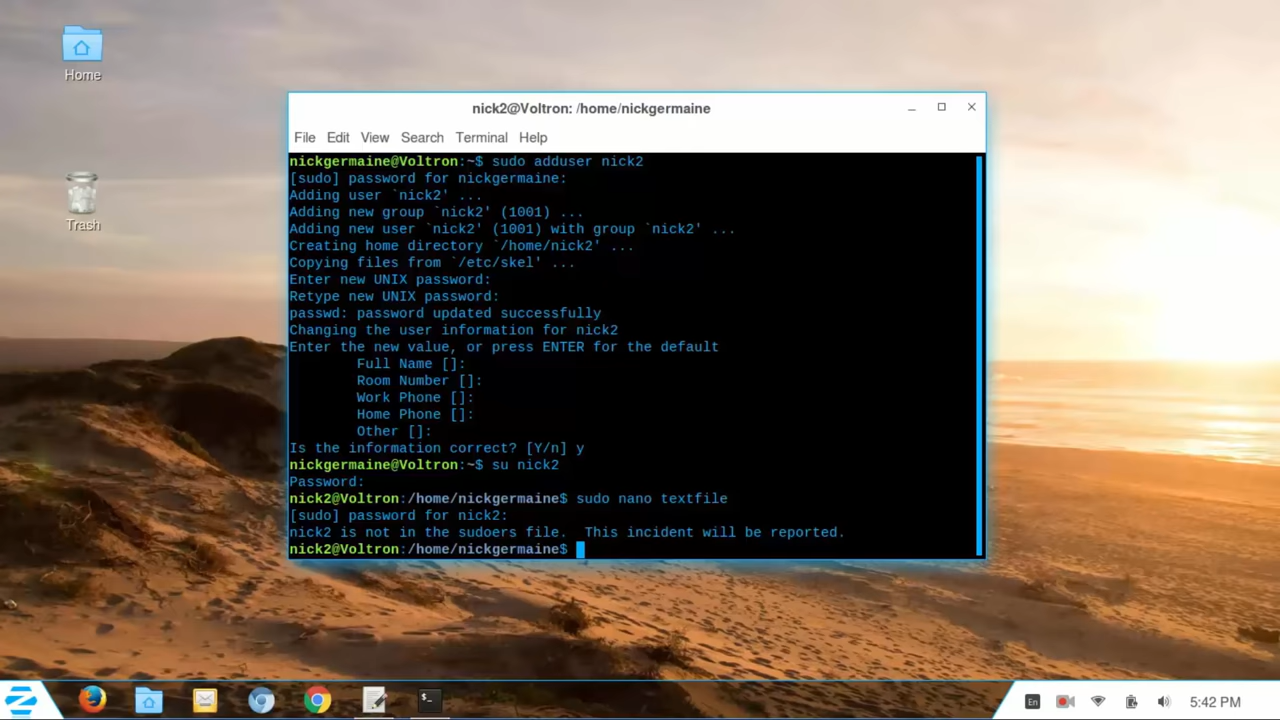 Home
Trash
nick2@Voltron: /home/nickgermaine
File Edit View Search Terminal Help
nickgermaine@Voltron:~$ sudo adduser nick2
[sudo] password for nickgermaine:
Adding user `nick2' ...
Adding new group `nick2' (1001) ...
Adding new user `nick2' (1001) with group `nick2' ...
Creating home directory `/home/nick2' ...
Copying files from `/etc/skel' ...
Enter new UNIX password:
Retype new UNIX password:
passwd: password updated successfully
Changing the user information for nick2
Enter the new value, or press ENTER for the default
Full Name []:
Room Number []:
Work Phone []:
Home Phone []:
Other []:
Is the information correct? [Y/n] y
nickgermaine@Voltron:~$ su nick2
Password:
nick2@Voltron:/home/nickgermaine$ sudo nano textfile
[sudo] password for nick2:
nick2 is not in the sudoers file.  This incident will be reported.
nick2@Voltron:/home/nickgermaine$
En 5:42 PM